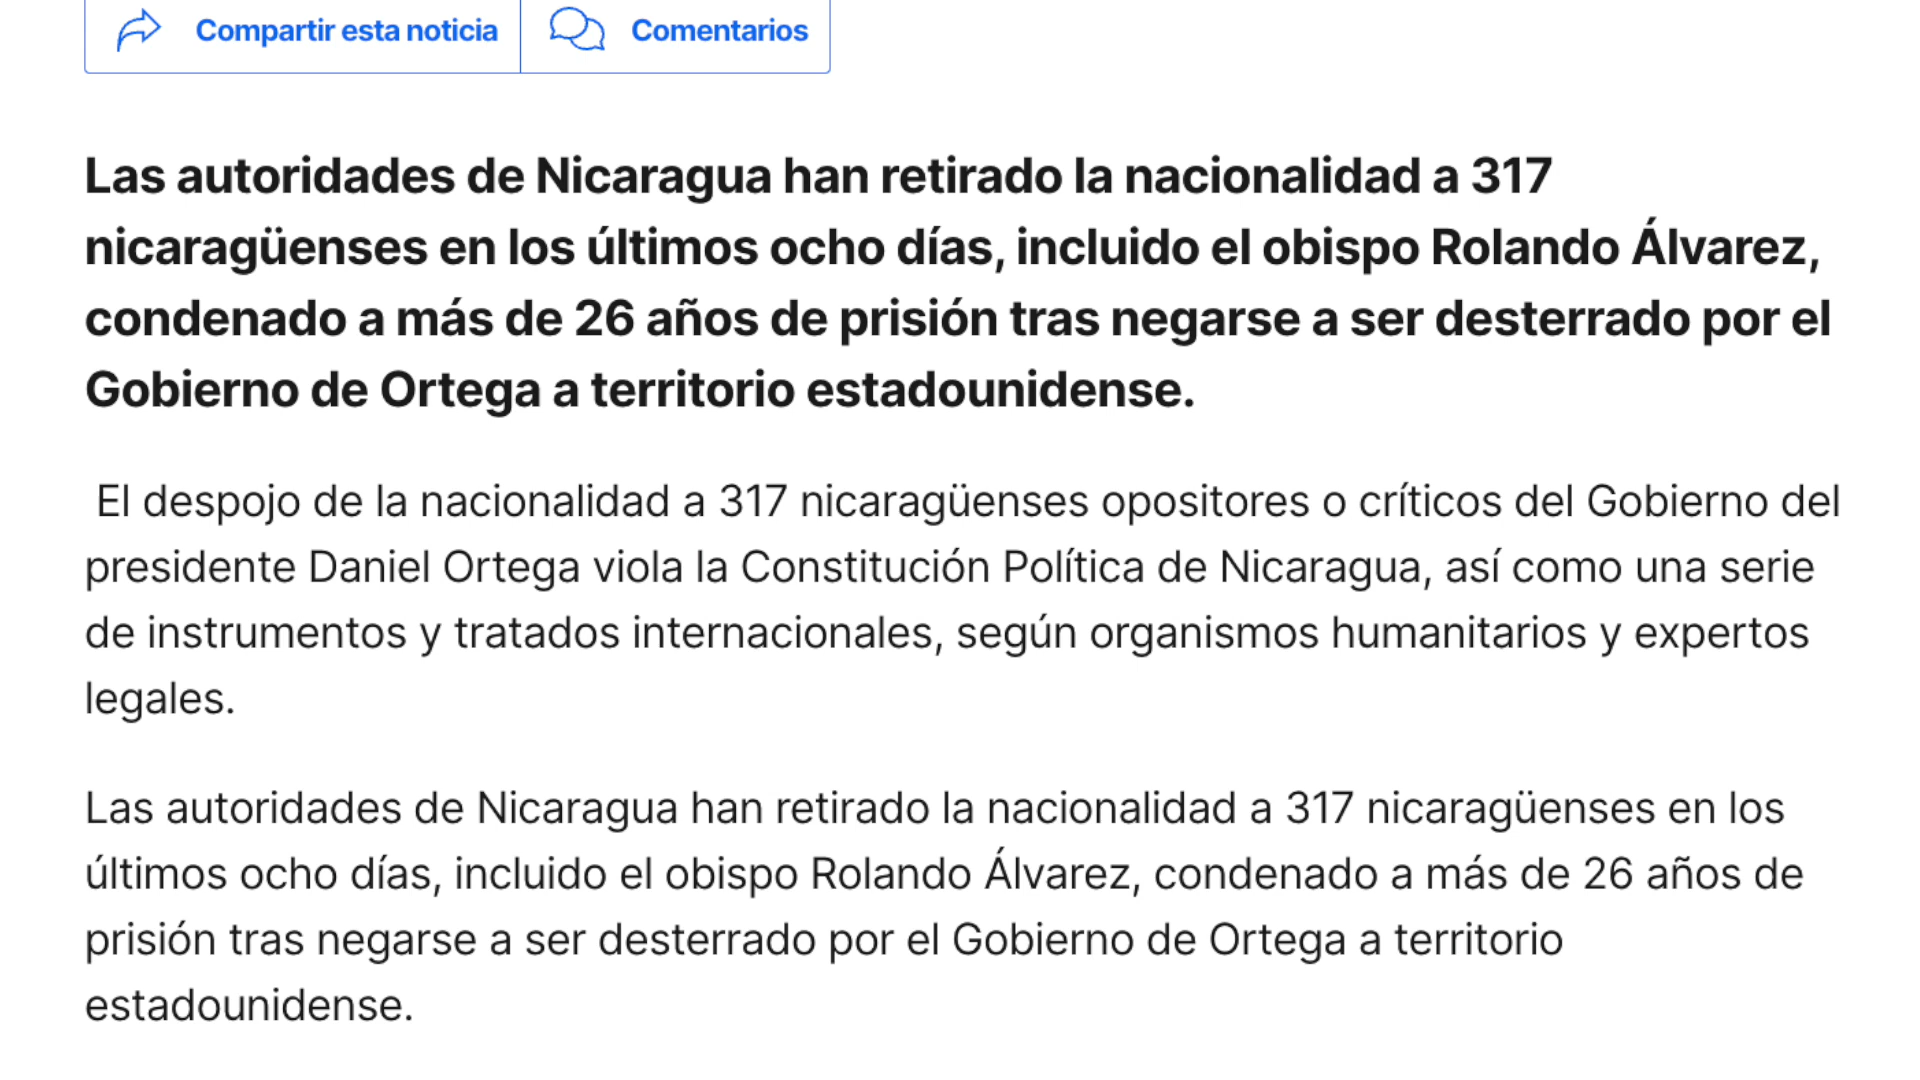 Compartir esta noticia
Comentarios
Las autoridades de Nicaragua han retirado la nacionalidad a 317
nicaragüenses en los últimos ocho días, incluido el obispo Rolando Álvarez,
condenado a más de 26 años de prisión tras negarse a ser desterrado por el
Gobierno de Ortega a territorio estadounidense.
El despojo de la nacionalidad a 317 nicaragüenses opositores o críticos del Gobierno del
presidente Daniel Ortega viola la Constitución Política de Nicaragua, así como una serie
de instrumentos y tratados internacionales, según organismos humanitarios y expertos
legales.
Las autoridades de Nicaragua han retirado la nacionalidad a 317 nicaragüenses en los
últimos ocho días, incluido el obispo Rolando Álvarez, condenado a más de 26 años de
prisión tras negarse a ser desterrado por el Gobierno de Ortega a territorio
estadounidense.